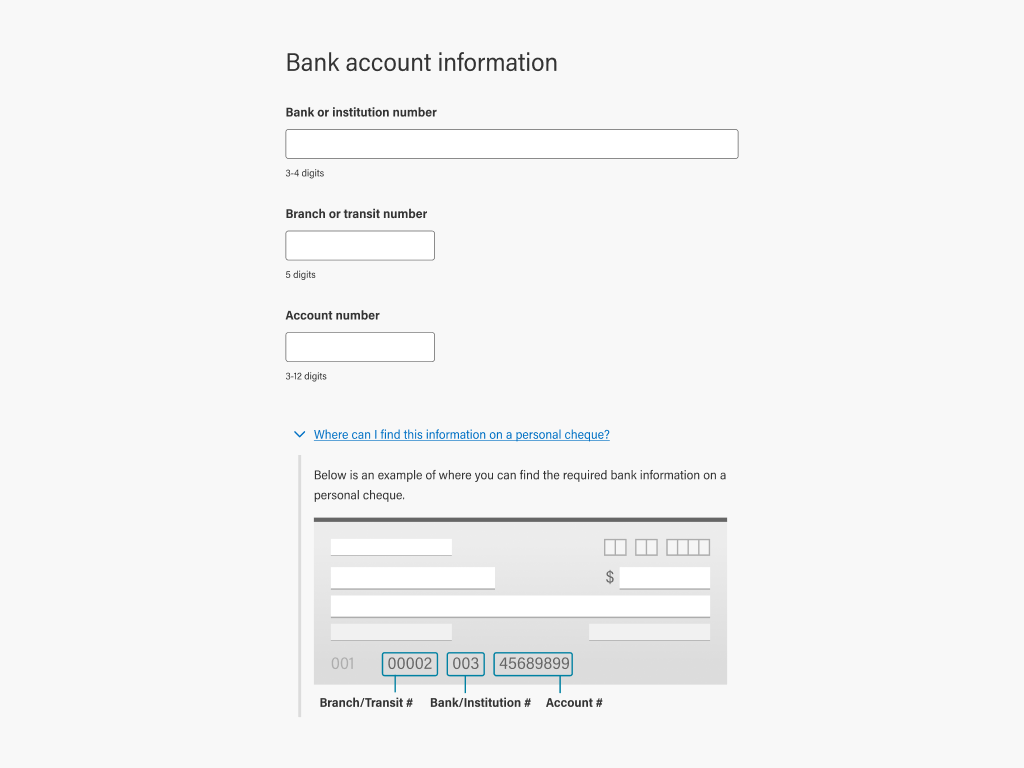 Bank account information
Bank or institution number
3-4 digits
Branch or transit number
5 digits
Account number
3-12 digits
Where can I find this information on a personal cheque?
Below is an example of where you can find the required bank information on a
personal cheque.
$
001 00002 003 45689899
Branch/Transit # Bank/Institution # Account #